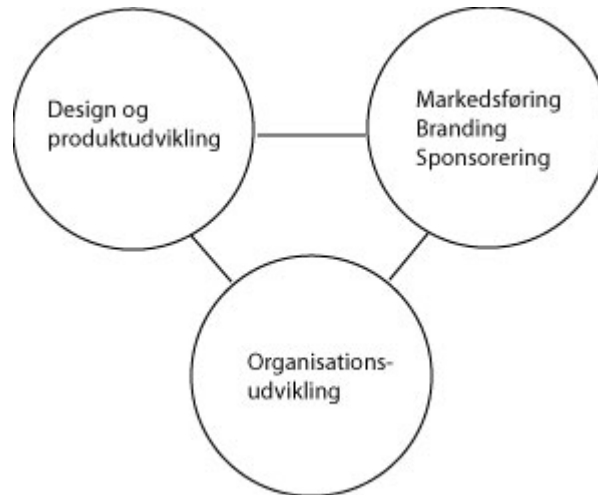 Design og
produktudvikling
Markedsføring
Branding
Sponsorering
Organisations-
udvikling